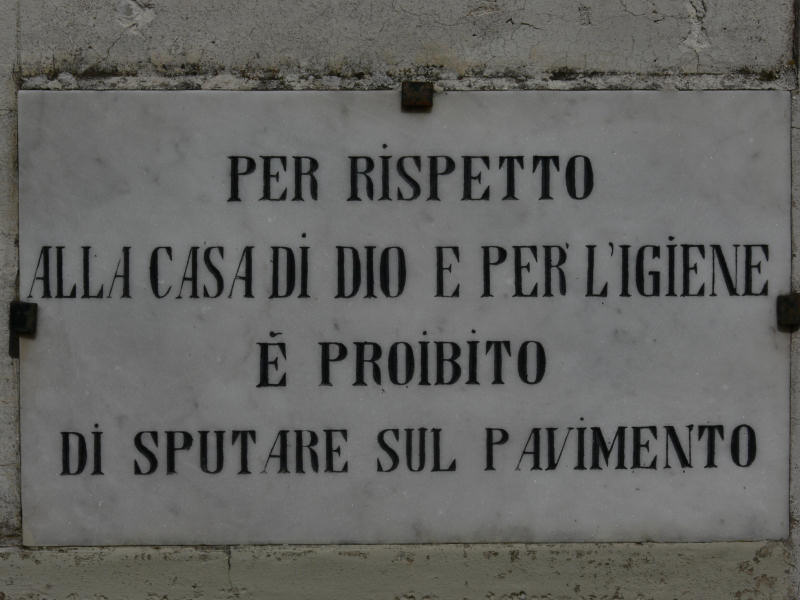 PER RISPETTO
ALLA CASA DI DIO E PER L'IGIENE
É PROIBITO
DI SPUTARE SUL PAVIMENTO